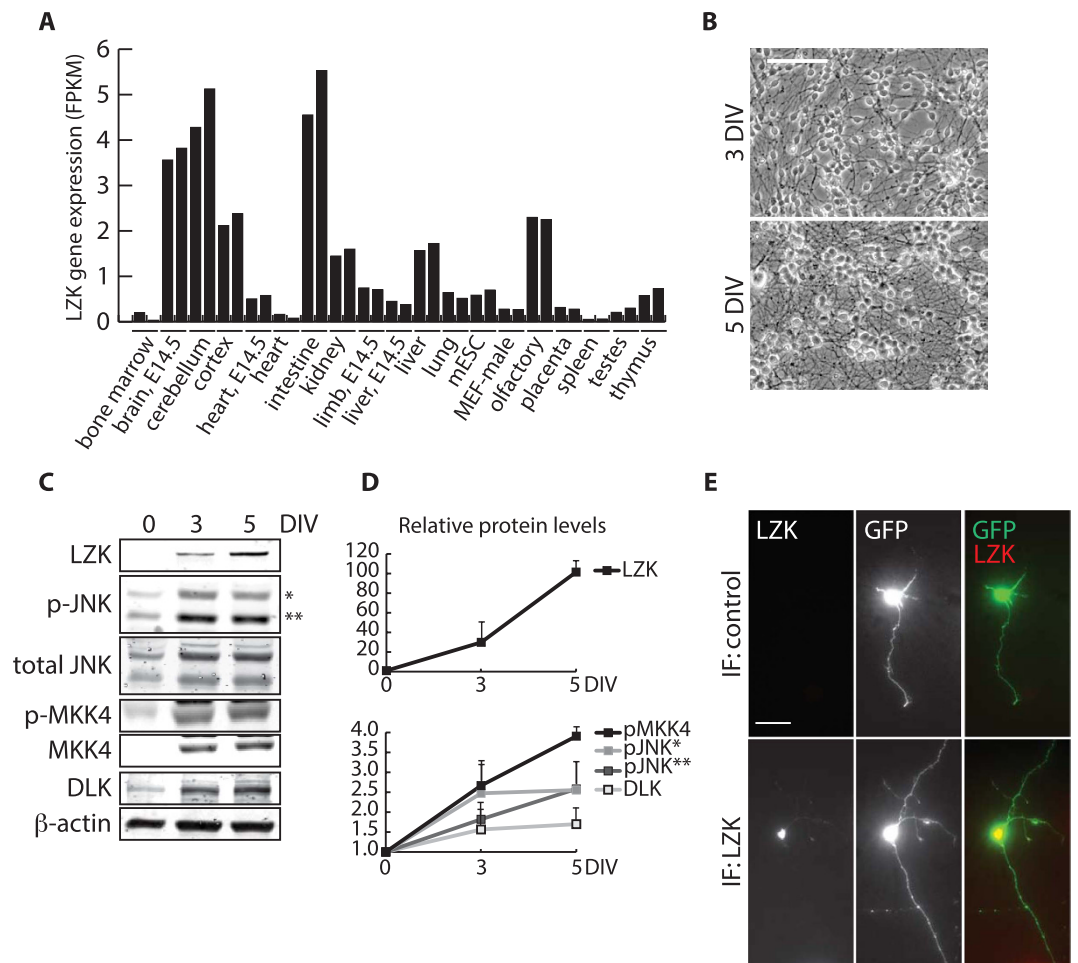 A
LZK gene expression (FPKM)
6
5
4
3
2
1
0
bone marrow
brain, E14.5
cerebellum
cortex
heart, E14.5
heart
intestine
kidney
limb, E14.5
liver, E14.5
liver
lung
mESC
MEF-male
olfactory
placenta
spleen
testes
thymus
B
3 DIV
5 DIV
C
0 3 5 DIV
LZK
p-JNK
*
**
total JNK
p-MKK4
MKK4
DLK
β-actin
D
Relative protein levels
120
100
80
60
40
20
0
LZK
0 3 5 DIV
4.0
3.5
3.0
2.5
2.0
1.5
1.0
pMKK4
pJNK*
pJNK**
DLK
0 3 5 DIV
E
LZK GFP GFP
LZK
IF: control
IF: LZK